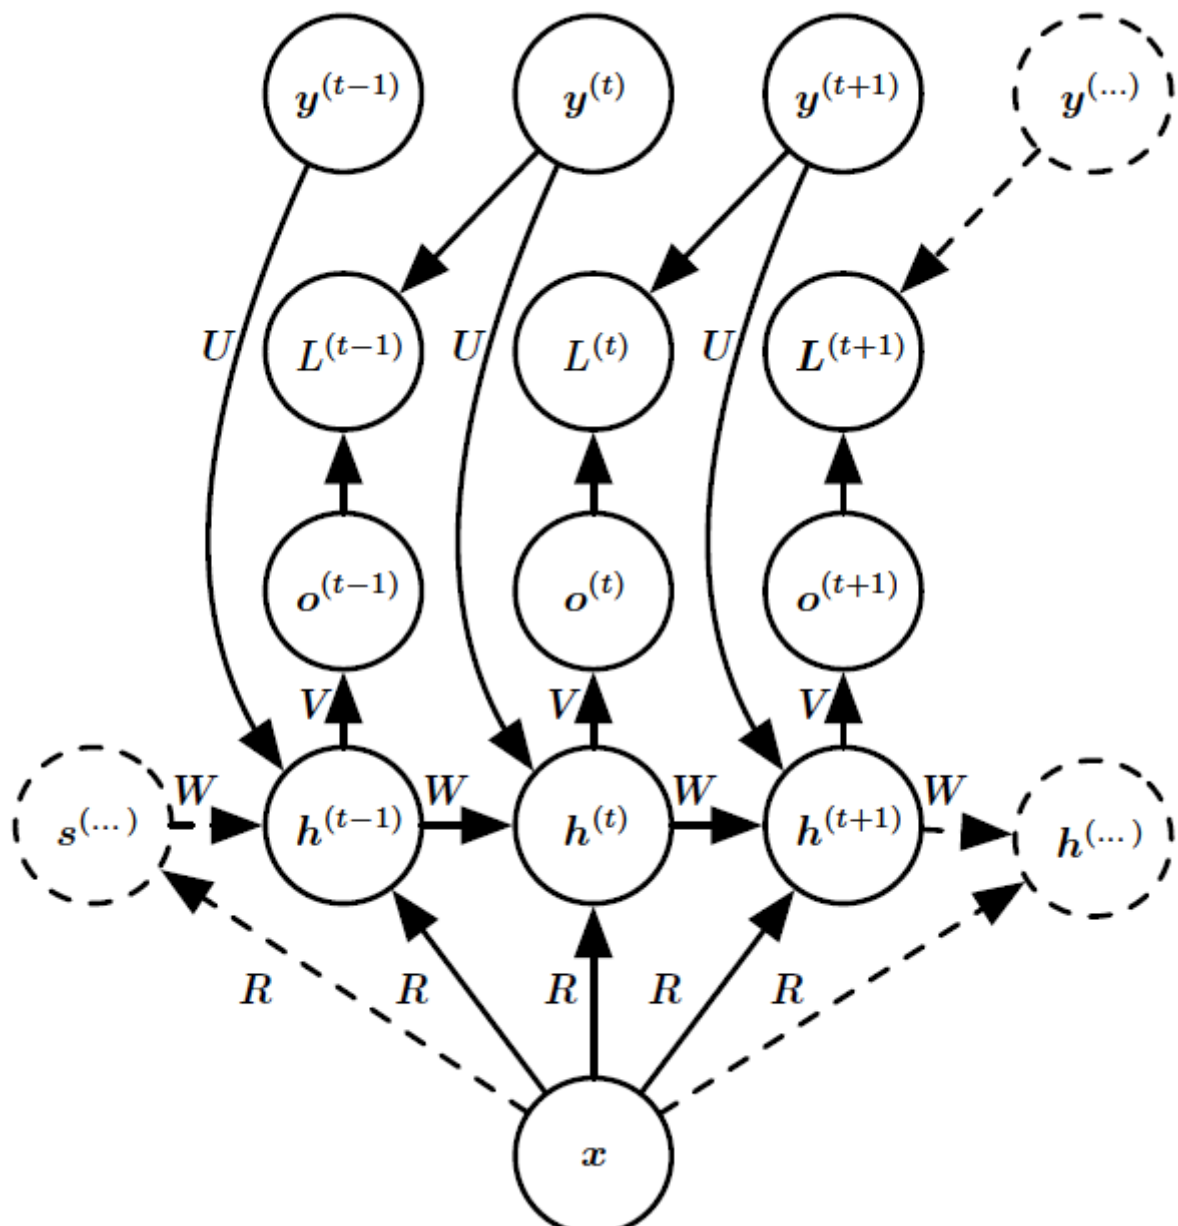 y^(t−1) y^(t) y^(t+1) y^(...)
U L^(t−1) U L^(t) U L^(t+1)
o^(t−1) o^(t) o^(t+1)
V V V
W W W W
s^(...) h^(t−1) h^(t) h^(t+1) h^(...)
R R R R R
x